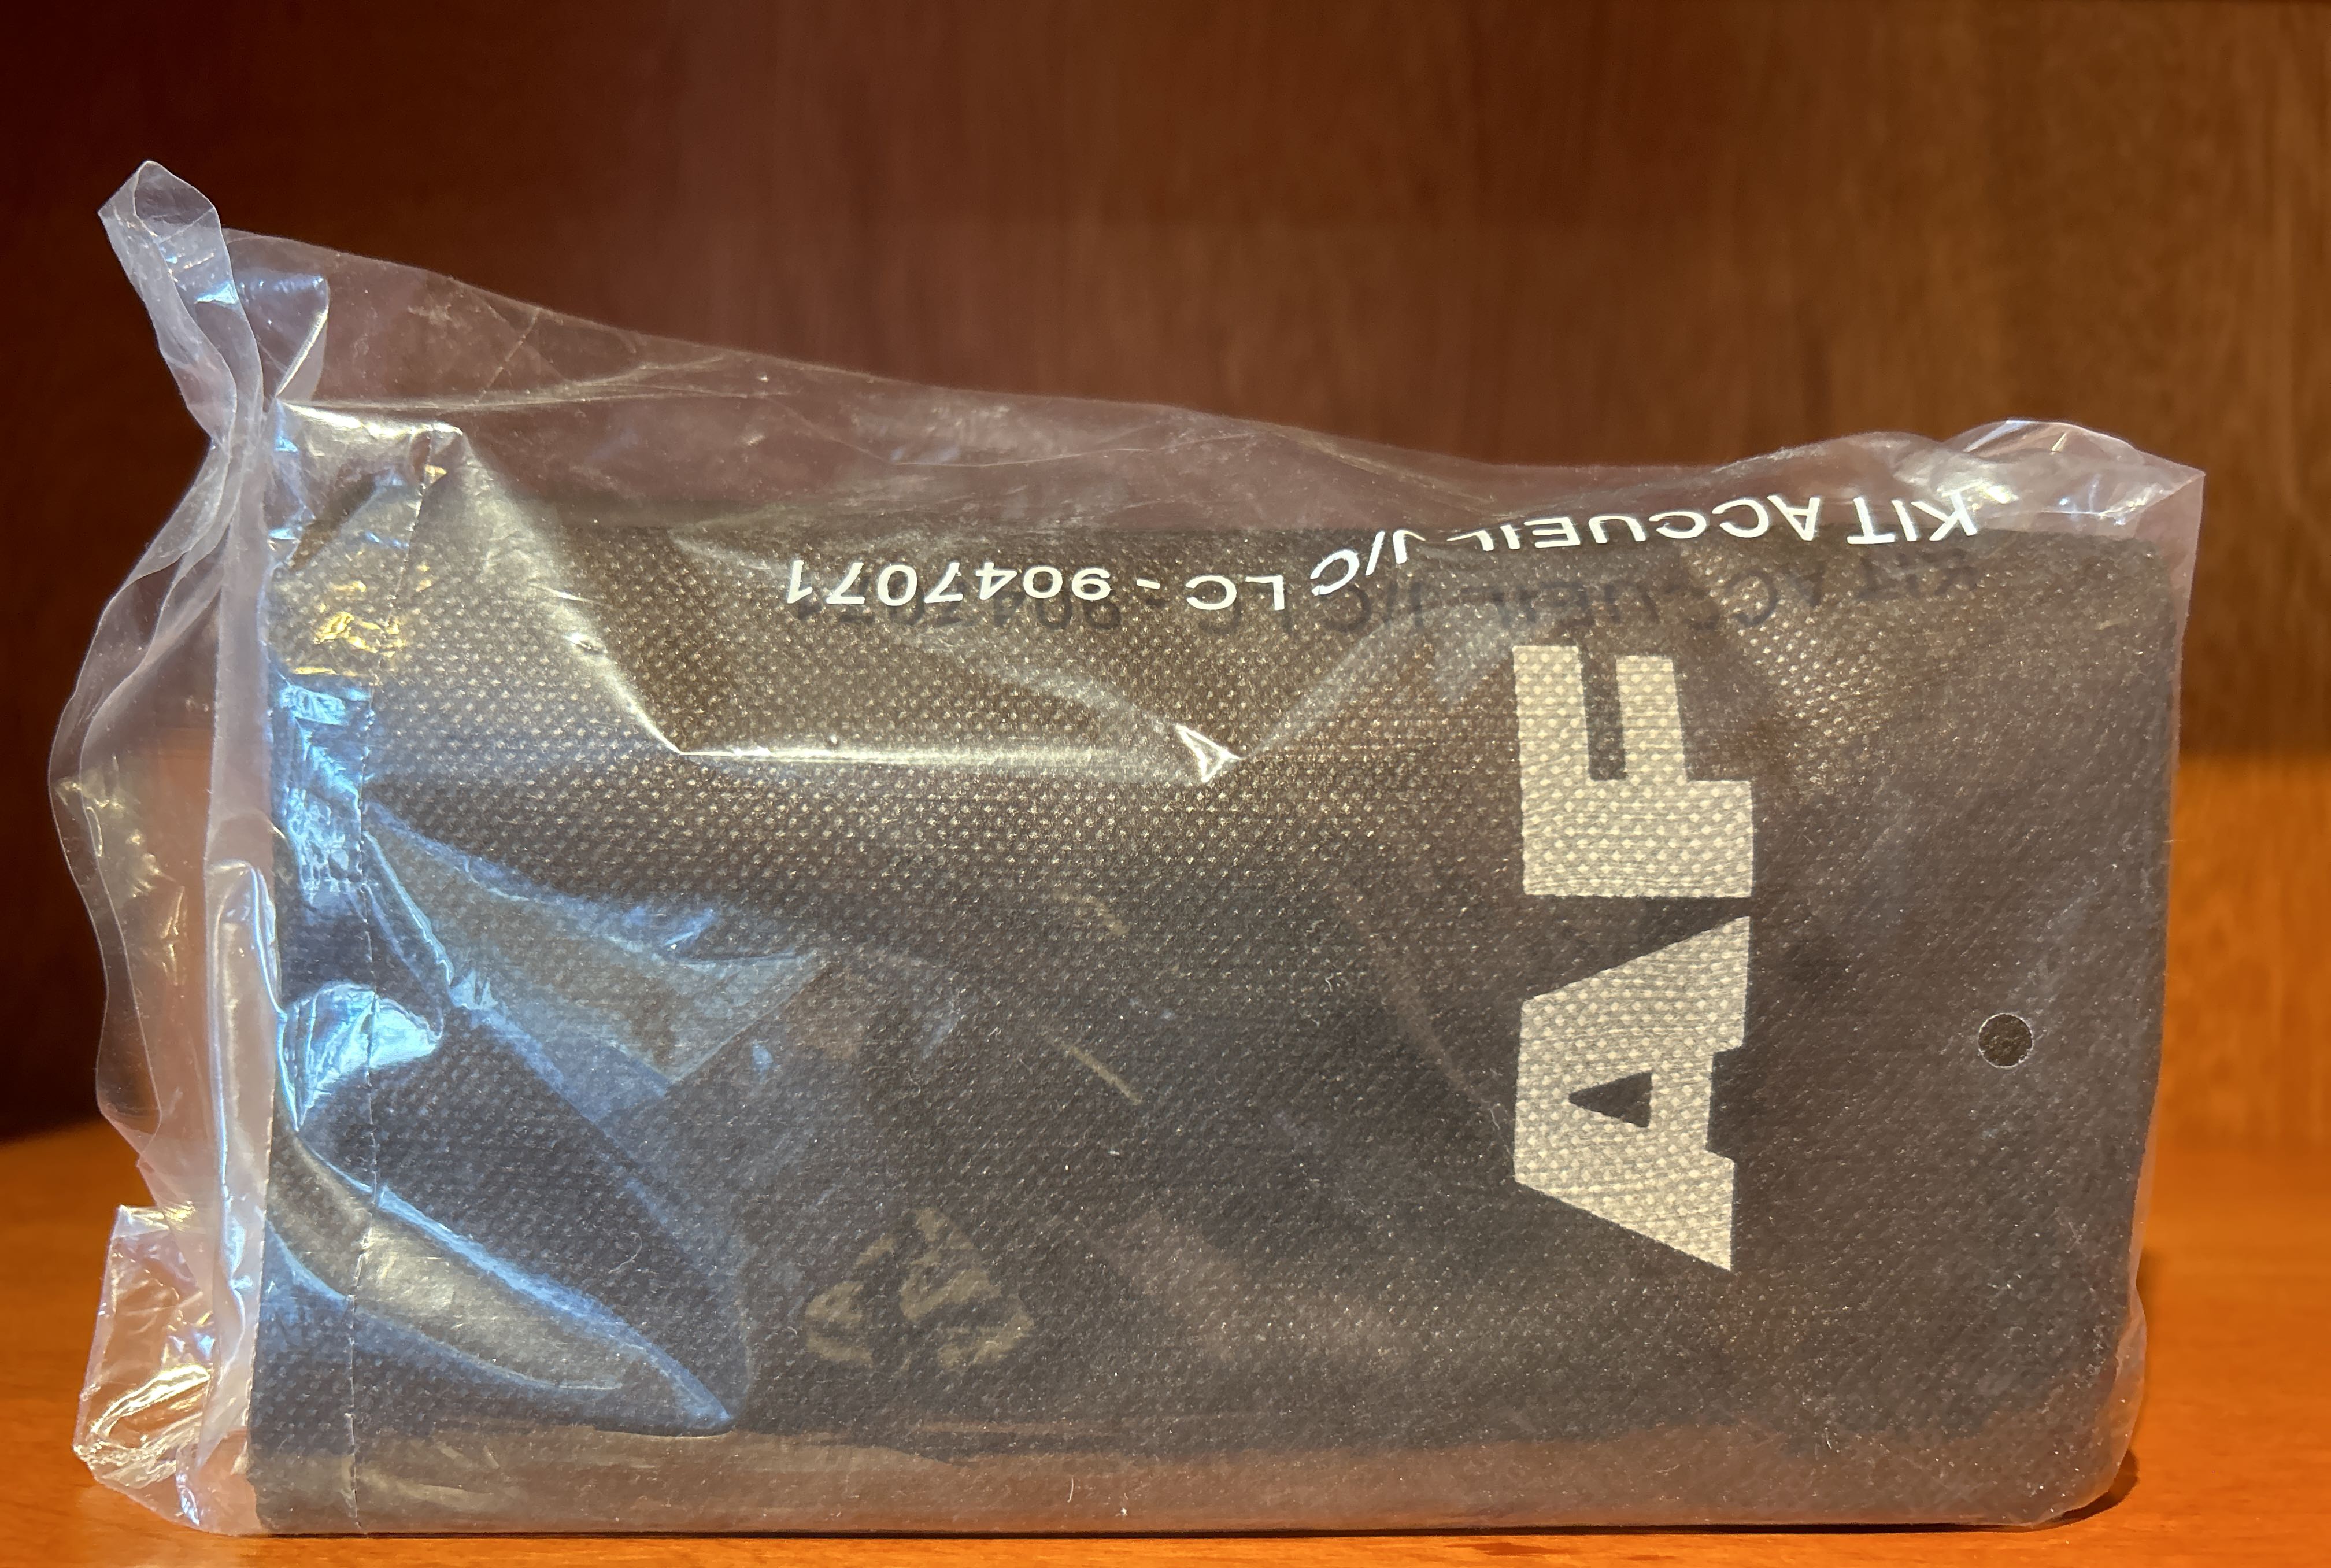 KIT ACCUEIL J/C LC - 9047071
AF